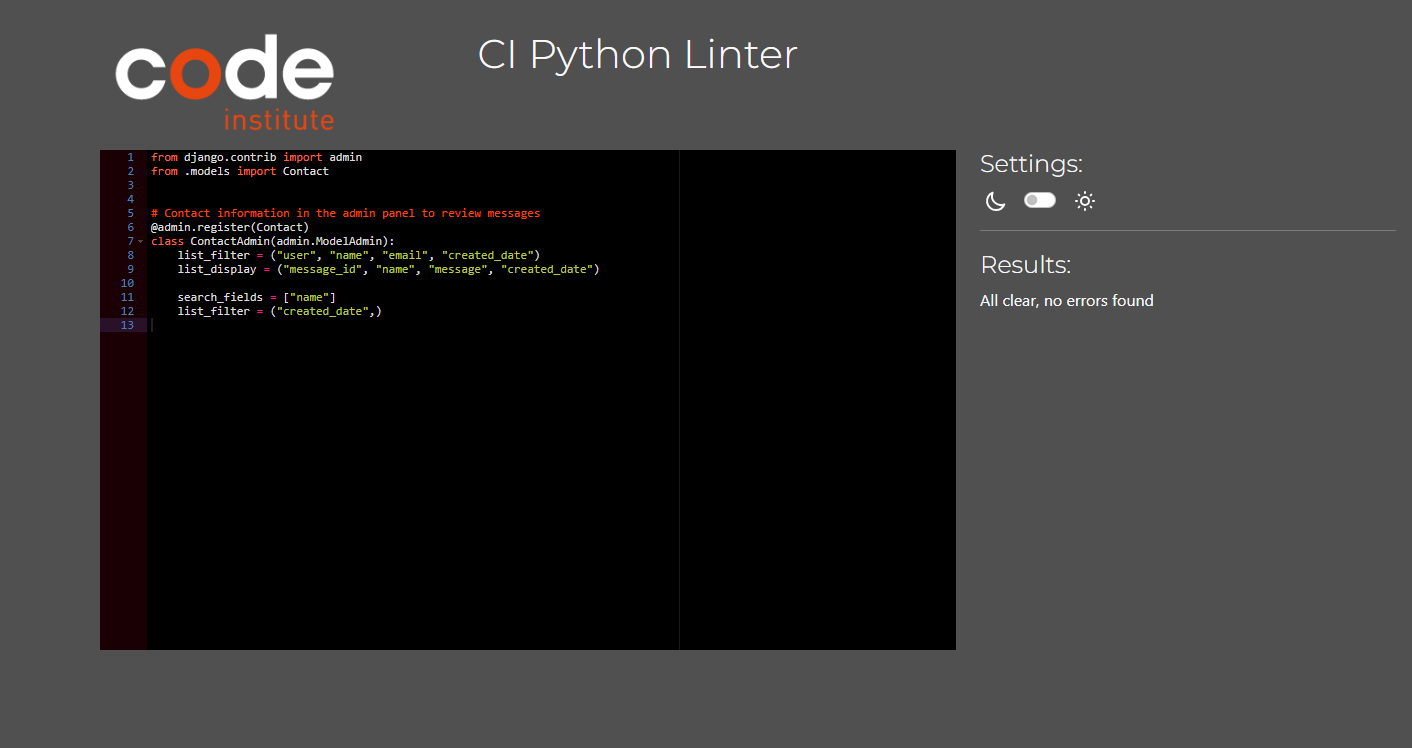 code
institute
CI Python Linter
1 from django.contrib import admin
2 from .models import Contact
3
4
5 # Contact information in the admin panel to review messages
6 @admin.register(Contact)
7 class ContactAdmin(admin.ModelAdmin):
8     list_filter = ("user", "name", "email", "created_date")
9     list_display = ("message_id", "name", "message", "created_date")
10
11     search_fields = ["name"]
12     list_filter = ("created_date",)
13
Settings:
Results:
All clear, no errors found